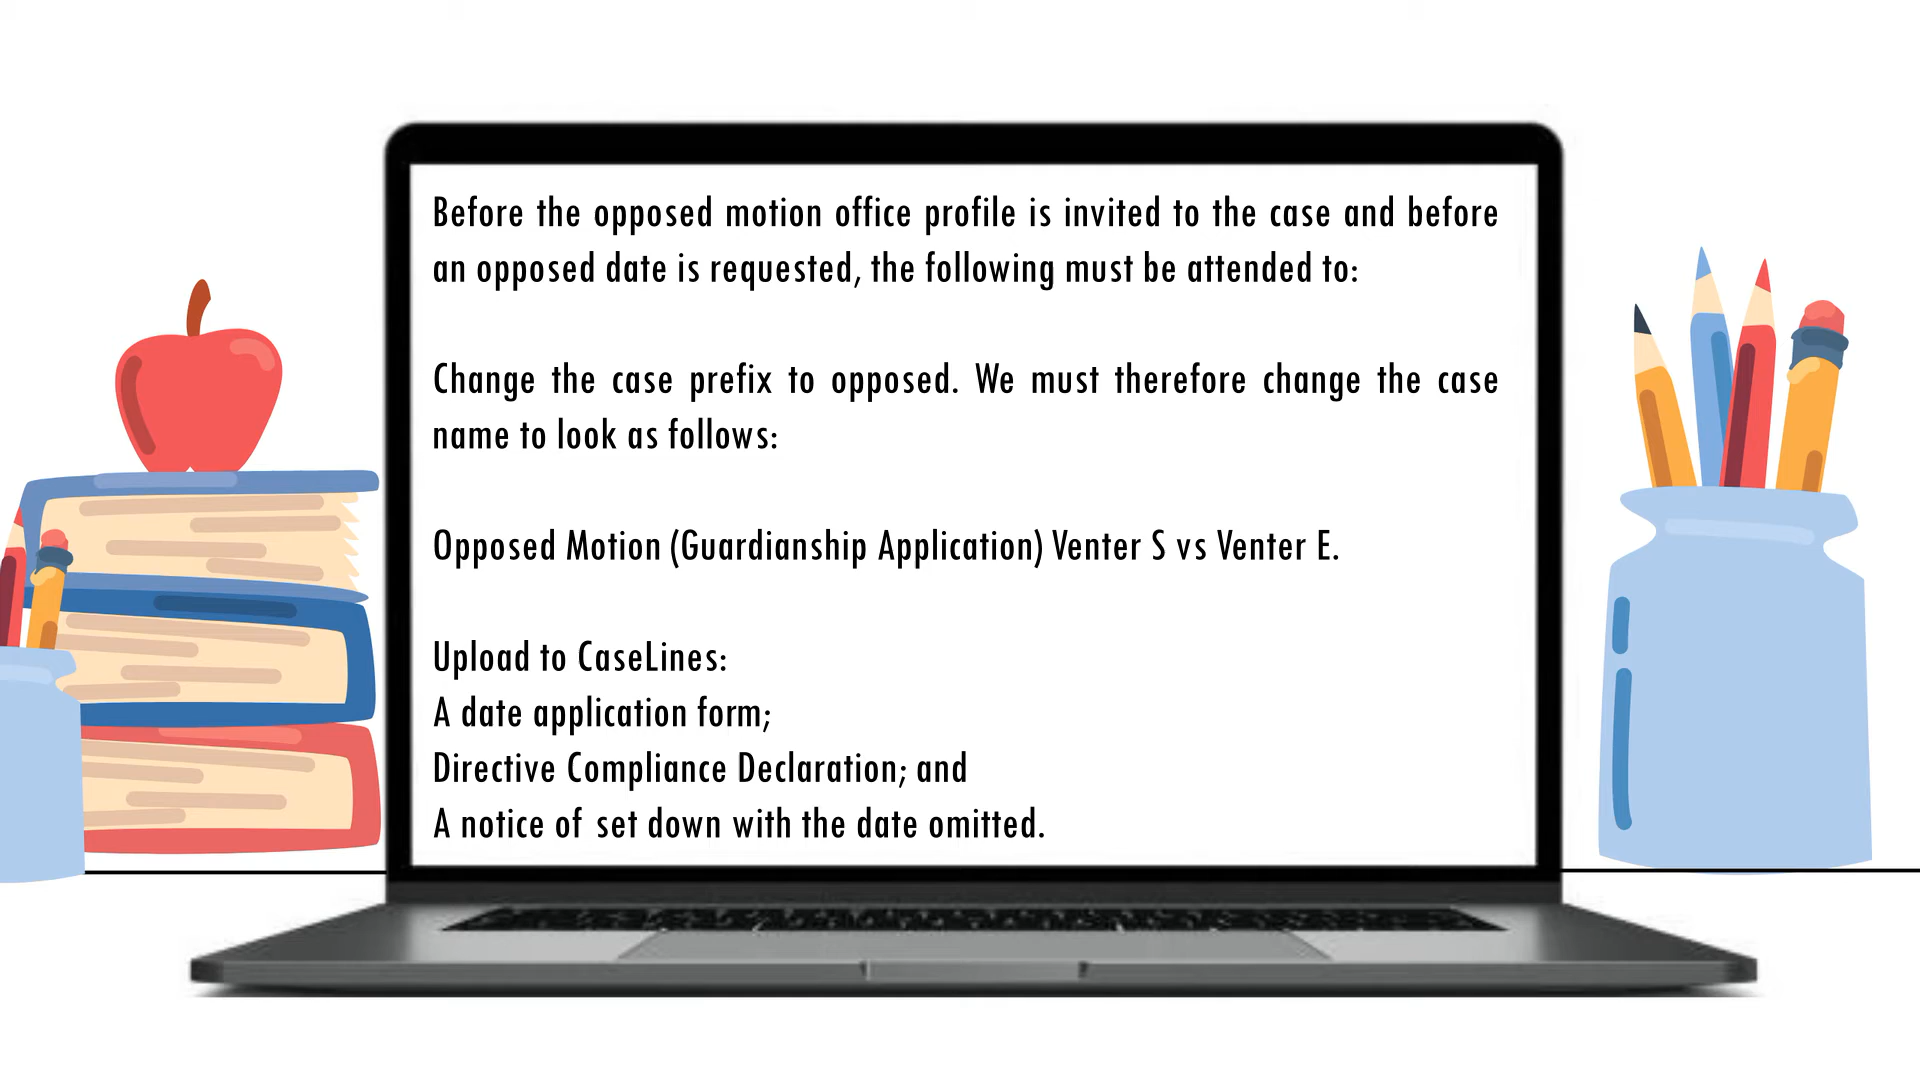 Before the opposed motion office profile is invited to the case and before
an opposed date is requested, the following must be attended to:
Change the case prefix to opposed. We must therefore change the case
name to look as follows:
Opposed Motion (Guardianship Application) Venter S vs Venter E.
Upload to CaseLines:
A date application form;
Directive Compliance Declaration; and
A notice of set down with the date omitted.